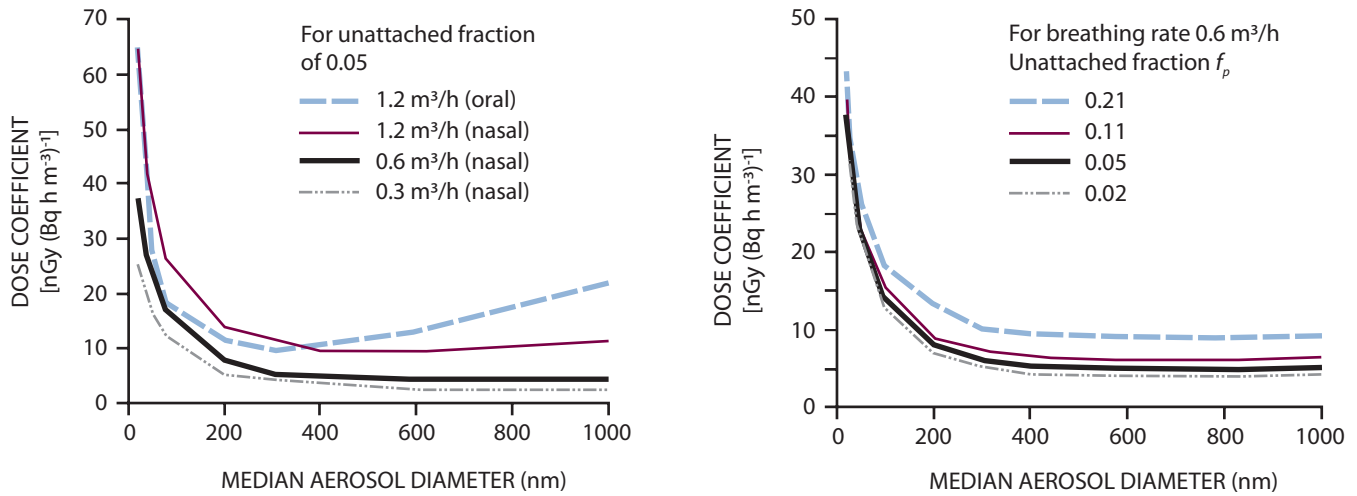 70
60
50
40
30
20
10
0
DOSE COEFFICIENT
[nGy (Bq h m⁻³)⁻¹]
For unattached fraction
of 0.05
1.2 m³/h (oral)
1.2 m³/h (nasal)
0.6 m³/h (nasal)
0.3 m³/h (nasal)
0 200 400 600 800 1000
MEDIAN AEROSOL DIAMETER (nm)
50
40
30
20
10
0
DOSE COEFFICIENT
[nGy (Bq h m⁻³)⁻¹]
For breathing rate 0.6 m³/h
Unattached fraction fₚ
0.21
0.11
0.05
0.02
0 200 400 600 800 1000
MEDIAN AEROSOL DIAMETER (nm)